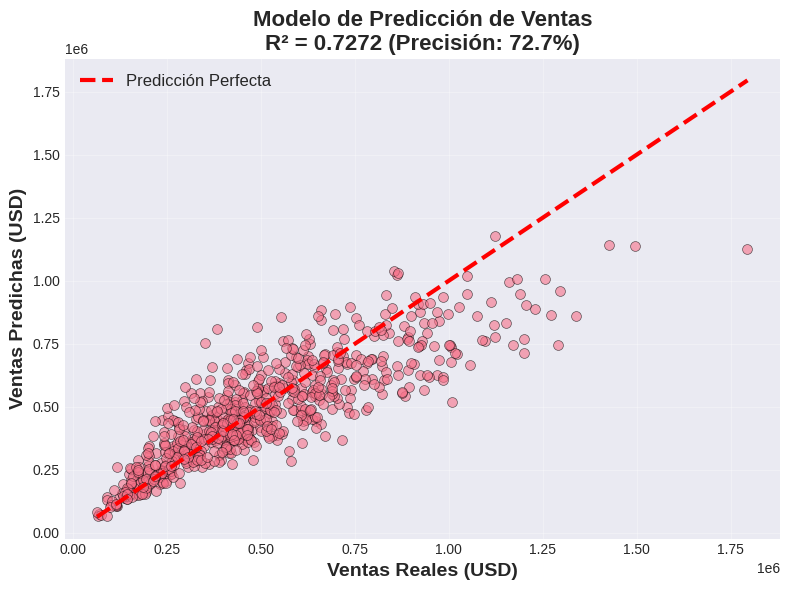 Modelo de Predicción de Ventas
R² = 0.7272 (Precisión: 72.7%)
1e6
Predicción Perfecta
1.75
1.50
1.25
1.00
0.75
0.50
0.25
0.00
Ventas Predichas (USD)
0.00 0.25 0.50 0.75 1.00 1.25 1.50 1.75
1e6
Ventas Reales (USD)